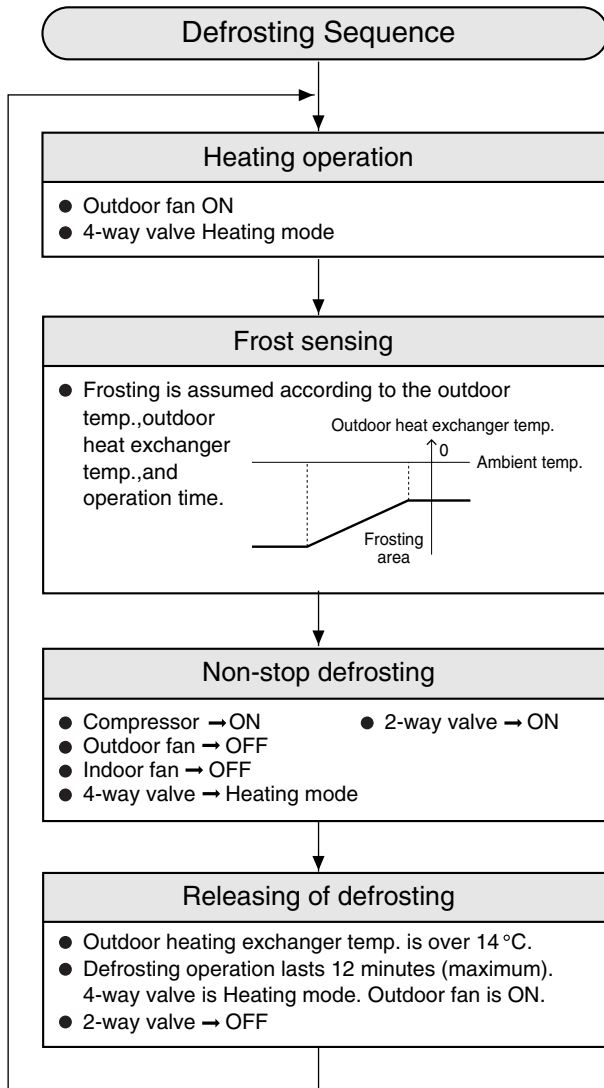 Defrosting Sequence
Heating operation
● Outdoor fan ON
● 4-way valve Heating mode
Frost sensing
● Frosting is assumed according to the outdoor
temp.,outdoor
heat exchanger
temp.,and
operation time.
Outdoor heat exchanger temp.
0
Ambient temp.
Frosting
area
Non-stop defrosting
● Compressor → ON
● 2-way valve → ON
● Outdoor fan → OFF
● Indoor fan → OFF
● 4-way valve → Heating mode
Releasing of defrosting
● Outdoor heating exchanger temp. is over 14 °C.
● Defrosting operation lasts 12 minutes (maximum).
4-way valve is Heating mode. Outdoor fan is ON.
● 2-way valve → OFF